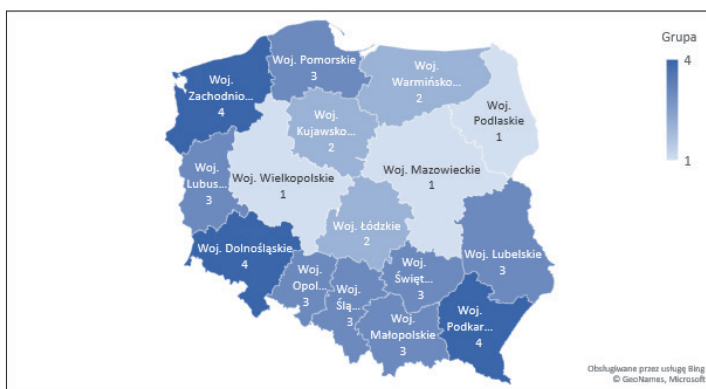 Grupa
4
1
Woj. Pomorskie
3
Woj.
Warmińsko ...
2
Woj.
Zachodnio ...
4
Woj.
Podlaskie
1
Woj.
Kujawsko ...
2
Woj. Mazowieckie
1
Woj. Wielkopolskie
1
Woj.
Lubus ...
3
Woj. Łódzkie
2
Woj. Dolnośląskie
4
Woj. Lubelskie
3
Woj.
Opol ...
3
Woj.
Ślą ...
3
Woj.
Święt ...
3
Woj.
Małopolskie
3
Woj.
Podkar ...
4
Obsługiwane przez usługę Bing
© GeoNames, Microsoft